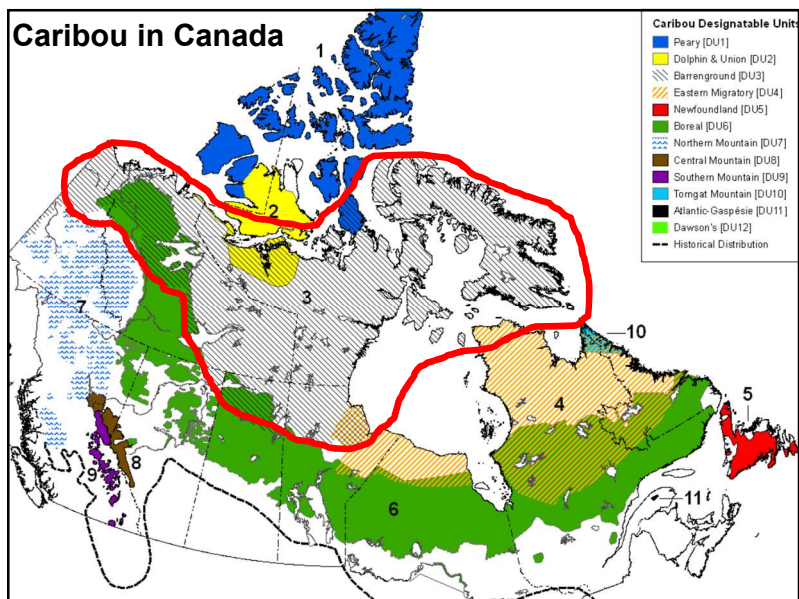 Caribou in Canada
Caribou Designatable Units
Peary [DU1]
Dolphin & Union [DU2]
Barrenground [DU3]
Eastern Migratory [DU4]
Newfoundland [DU5]
Boreal [DU6]
Northern Mountain [DU7]
Central Mountain [DU8]
Southern Mountain [DU9]
Torngat Mountain [DU10]
Atlantic-Gaspésie [DU11]
Dawson's [DU12]
Historical Distribution
1
2
3
7
10
4
5
9
8
6
11